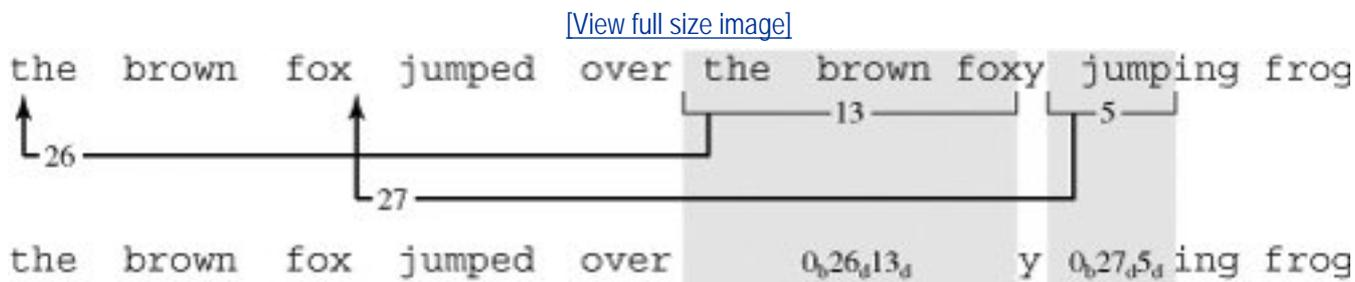 [View full size image]
the brown fox jumped over the brown foxy jumping frog
13 5
26
27
the brown fox jumped over 0b26d13d y 0b27d5d ing frog